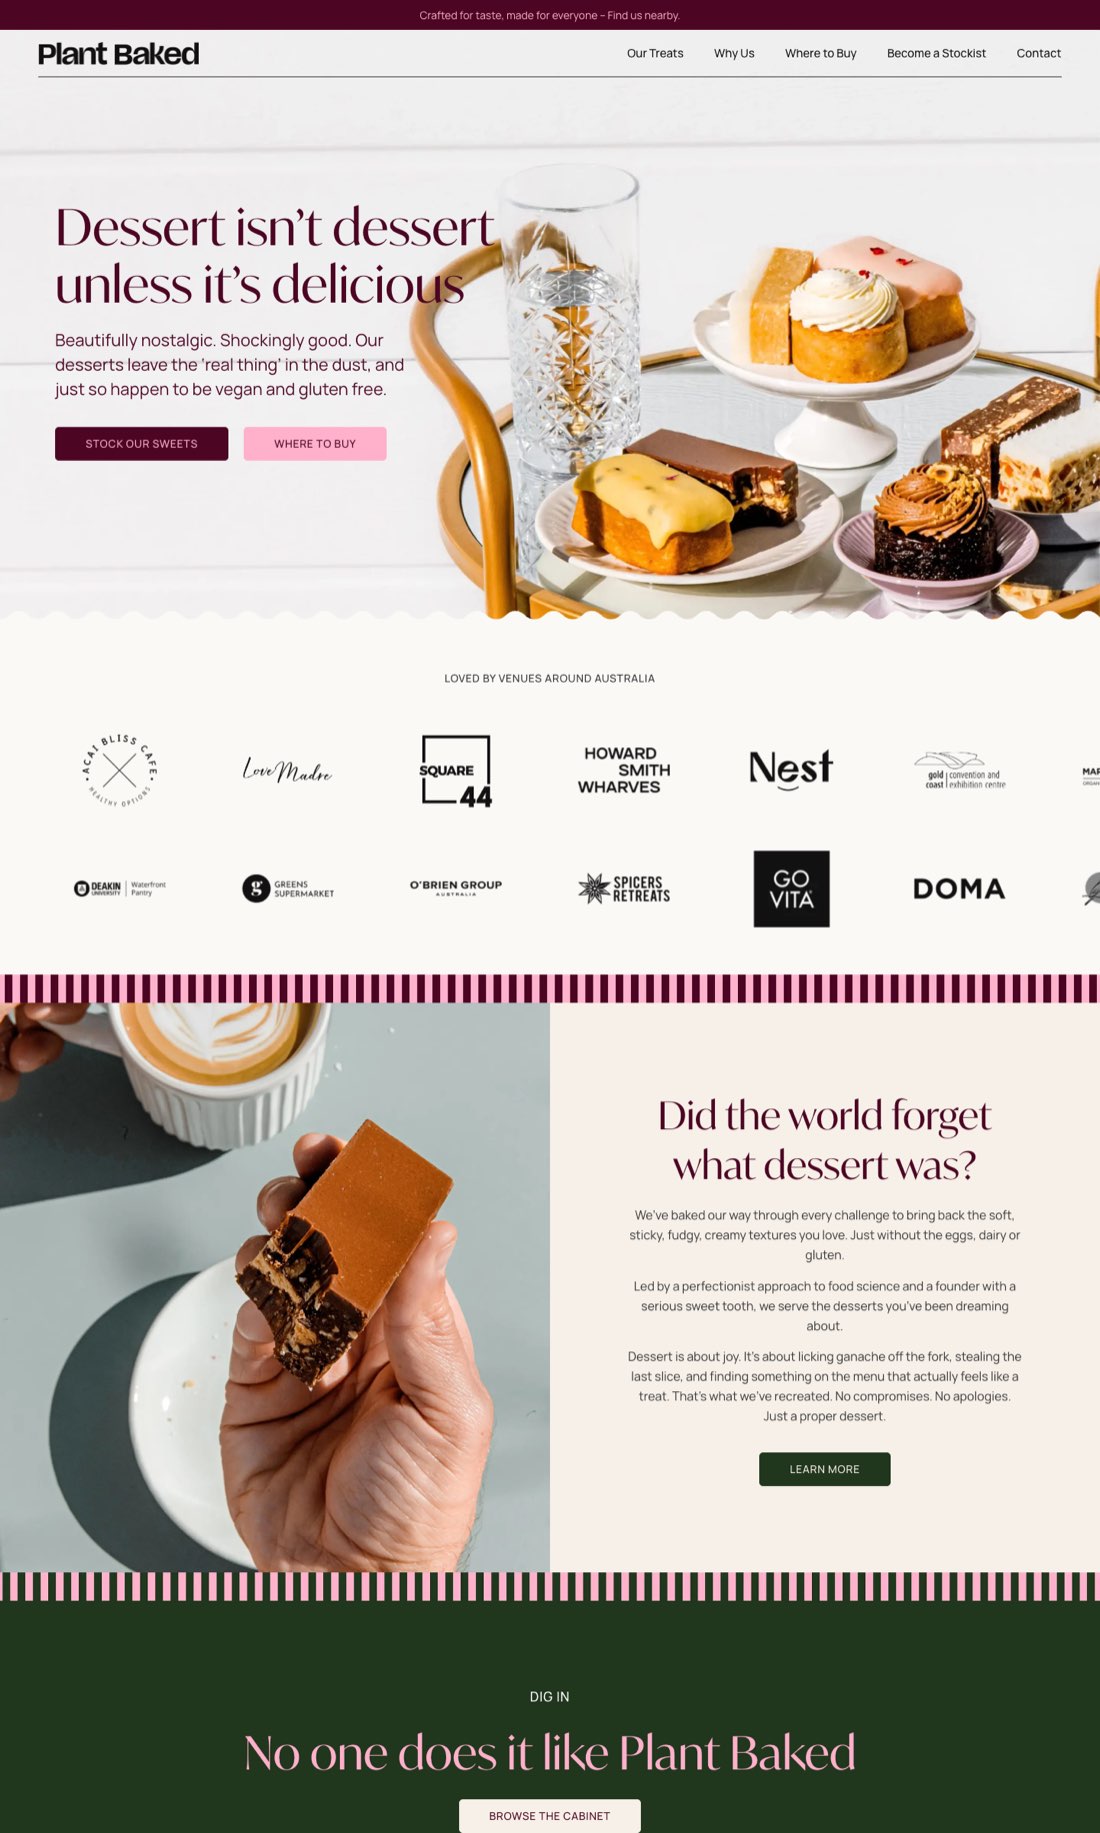 Crafted for taste, made for everyone – Find us nearby.
Plant Baked
Our Treats
Why Us
Where to Buy
Become a Stockist
Contact
Dessert isn’t dessert
unless it’s delicious
Beautifully nostalgic. Shockingly good. Our
desserts leave the ‘real thing’ in the dust, and
just so happen to be vegan and gluten free.
STOCK OUR SWEETS
WHERE TO BUY
LOVED BY VENUES AROUND AUSTRALIA
ACAI BLISS CAFE
HEALTHY OPTIONS
Love Madre
SQUARE
44
HOWARD
SMITH
WHARVES
Nest
gold convention and
coast exhibition centre
DEAKIN
UNIVERSITY
Waterfront
Pantry
g
GREENS
SUPERMARKET
O'BRIEN GROUP
AUSTRALIA
SPICERS
RETREATS
GO
VITA
DOMA
Did the world forget
what dessert was?
We’ve baked our way through every challenge to bring back the soft,
sticky, fudgy, creamy textures you love. Just without the eggs, dairy or
gluten.
Led by a perfectionist approach to food science and a founder with a
serious sweet tooth, we serve the desserts you’ve been dreaming
about.
Dessert is about joy. It’s about licking ganache off the fork, stealing the
last slice, and finding something on the menu that actually feels like a
treat. That’s what we’ve recreated. No compromises. No apologies.
Just a proper dessert.
LEARN MORE
DIG IN
No one does it like Plant Baked
BROWSE THE CABINET